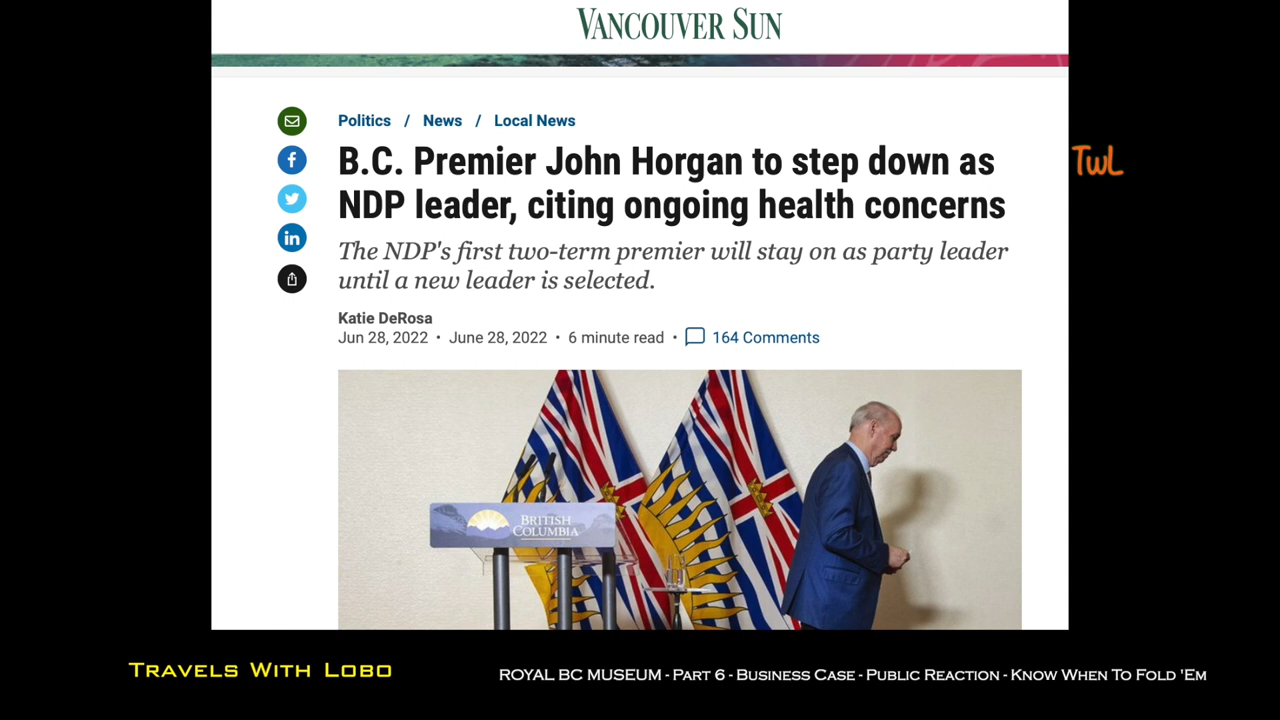 VANCOUVER SUN
Politics / News / Local News
B.C. Premier John Horgan to step down as
NDP leader, citing ongoing health concerns
The NDP's first two-term premier will stay on as party leader
until a new leader is selected.
Katie DeRosa
Jun 28, 2022 • June 28, 2022 • 6 minute read • 164 Comments
TwL
BRITISH
COLUMBIA
TRAVELS WITH LOBO
ROYAL BC MUSEUM - PART 6 - BUSINESS CASE - PUBLIC REACTION - KNOW WHEN TO FOLD 'EM